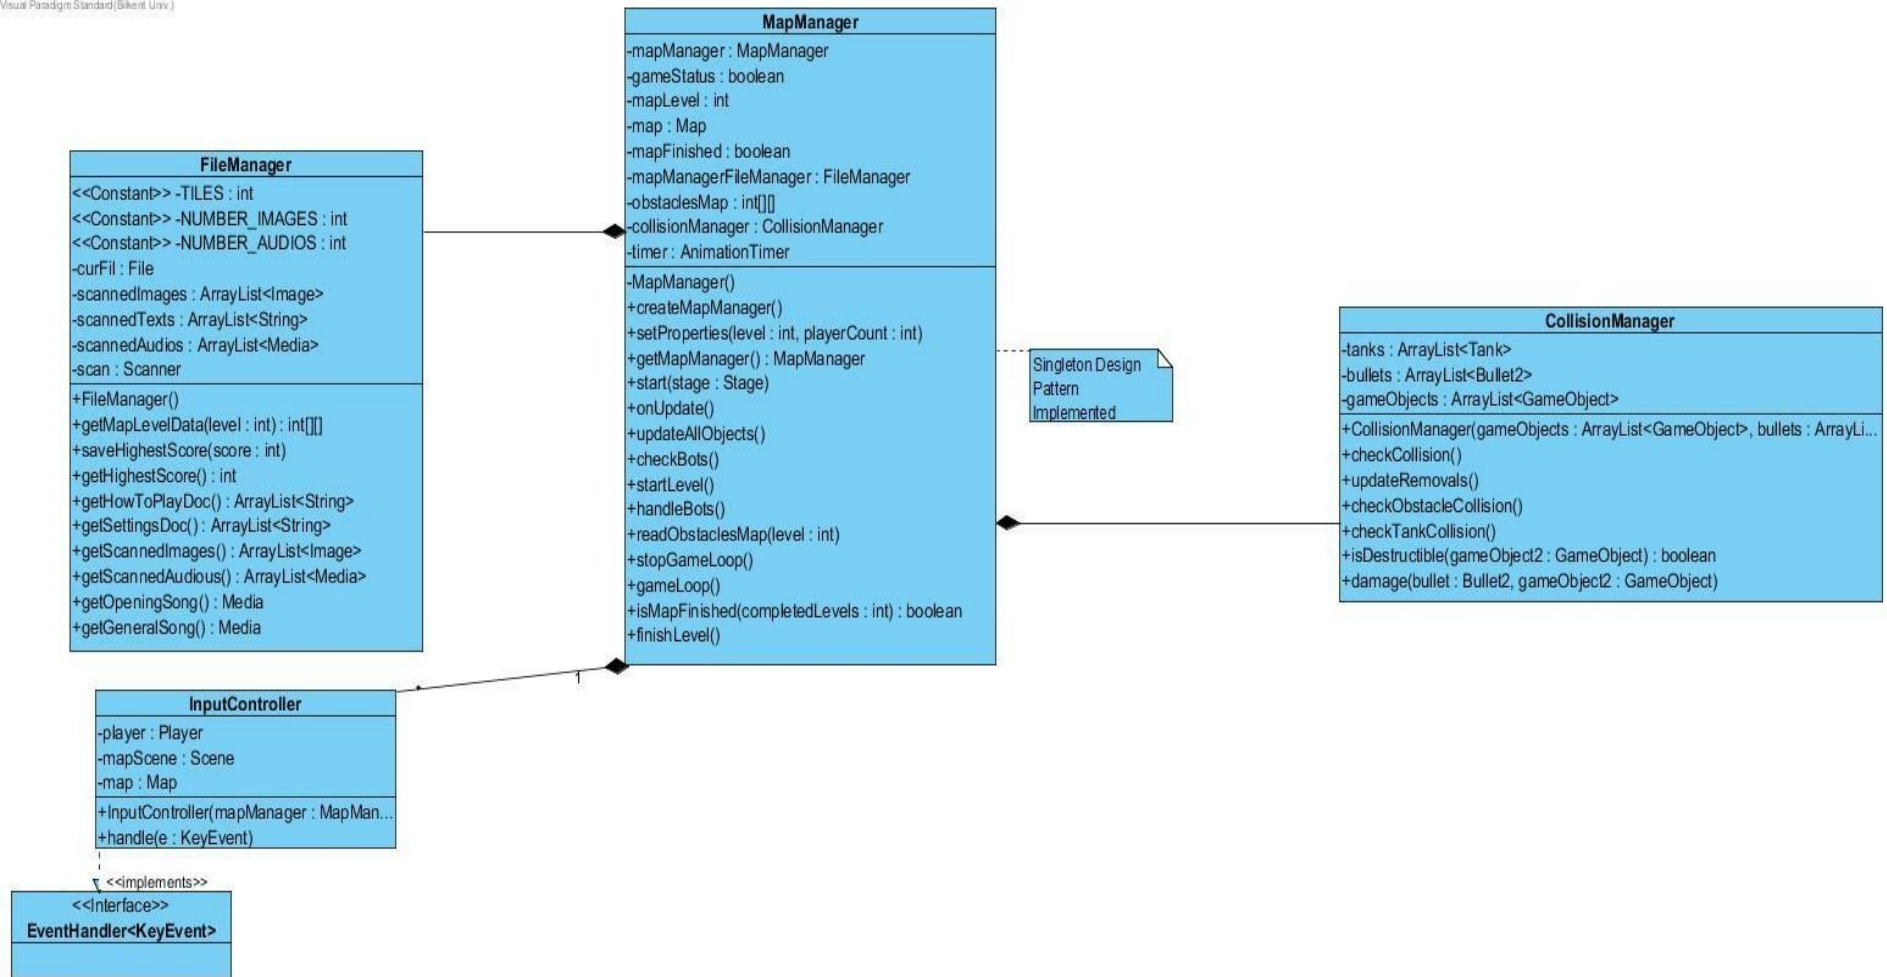 Visual Paradigm Standard(Bilkent Univ.)
MapManager
-mapManager : MapManager
-gameStatus : boolean
-mapLevel : int
-map : Map
-mapFinished : boolean
-mapManagerFileManager : FileManager
-obstaclesMap : int[][]
-collisionManager : CollisionManager
-timer : AnimationTimer
-MapManager()
+createMapManager()
+setProperties(level : int, playerCount : int)
+getMapManager() : MapManager
+start(stage : Stage)
+onUpdate()
+updateAllObjects()
+checkBots()
+startLevel()
+handleBots()
+readObstaclesMap(level : int)
+stopGameLoop()
+gameLoop()
+isMapFinished(completedLevels : int) : boolean
+finishLevel()
FileManager
<<Constant>> -TILES : int
<<Constant>> -NUMBER_IMAGES : int
<<Constant>> -NUMBER_AUDIOS : int
-curFil : File
-scannedImages : ArrayList<Image>
-scannedTexts : ArrayList<String>
-scannedAudios : ArrayList<Media>
-scan : Scanner
+FileManager()
+getMapLevelData(level : int) : int[][]
+saveHighestScore(score : int)
+getHighestScore() : int
+getHowToPlayDoc() : ArrayList<String>
+getSettingsDoc() : ArrayList<String>
+getScannedImages() : ArrayList<Image>
+getScannedAudious() : ArrayList<Media>
+getOpeningSong() : Media
+getGeneralSong() : Media
Singleton Design
Pattern
Implemented
CollisionManager
-tanks : ArrayList<Tank>
-bullets : ArrayList<Bullet2>
-gameObjects : ArrayList<GameObject>
+CollisionManager(gameObjects : ArrayList<GameObject>, bullets : ArrayLi...
+checkCollision()
+updateRemovals()
+checkObstacleCollision()
+checkTankCollision()
+isDestructible(gameObject2 : GameObject) : boolean
+damage(bullet : Bullet2, gameObject2 : GameObject)
1
*
InputController
-player : Player
-mapScene : Scene
-map : Map
+InputController(mapManager : MapMan...
+handle(e : KeyEvent)
<<implements>>
<<Interface>>
EventHandler<KeyEvent>